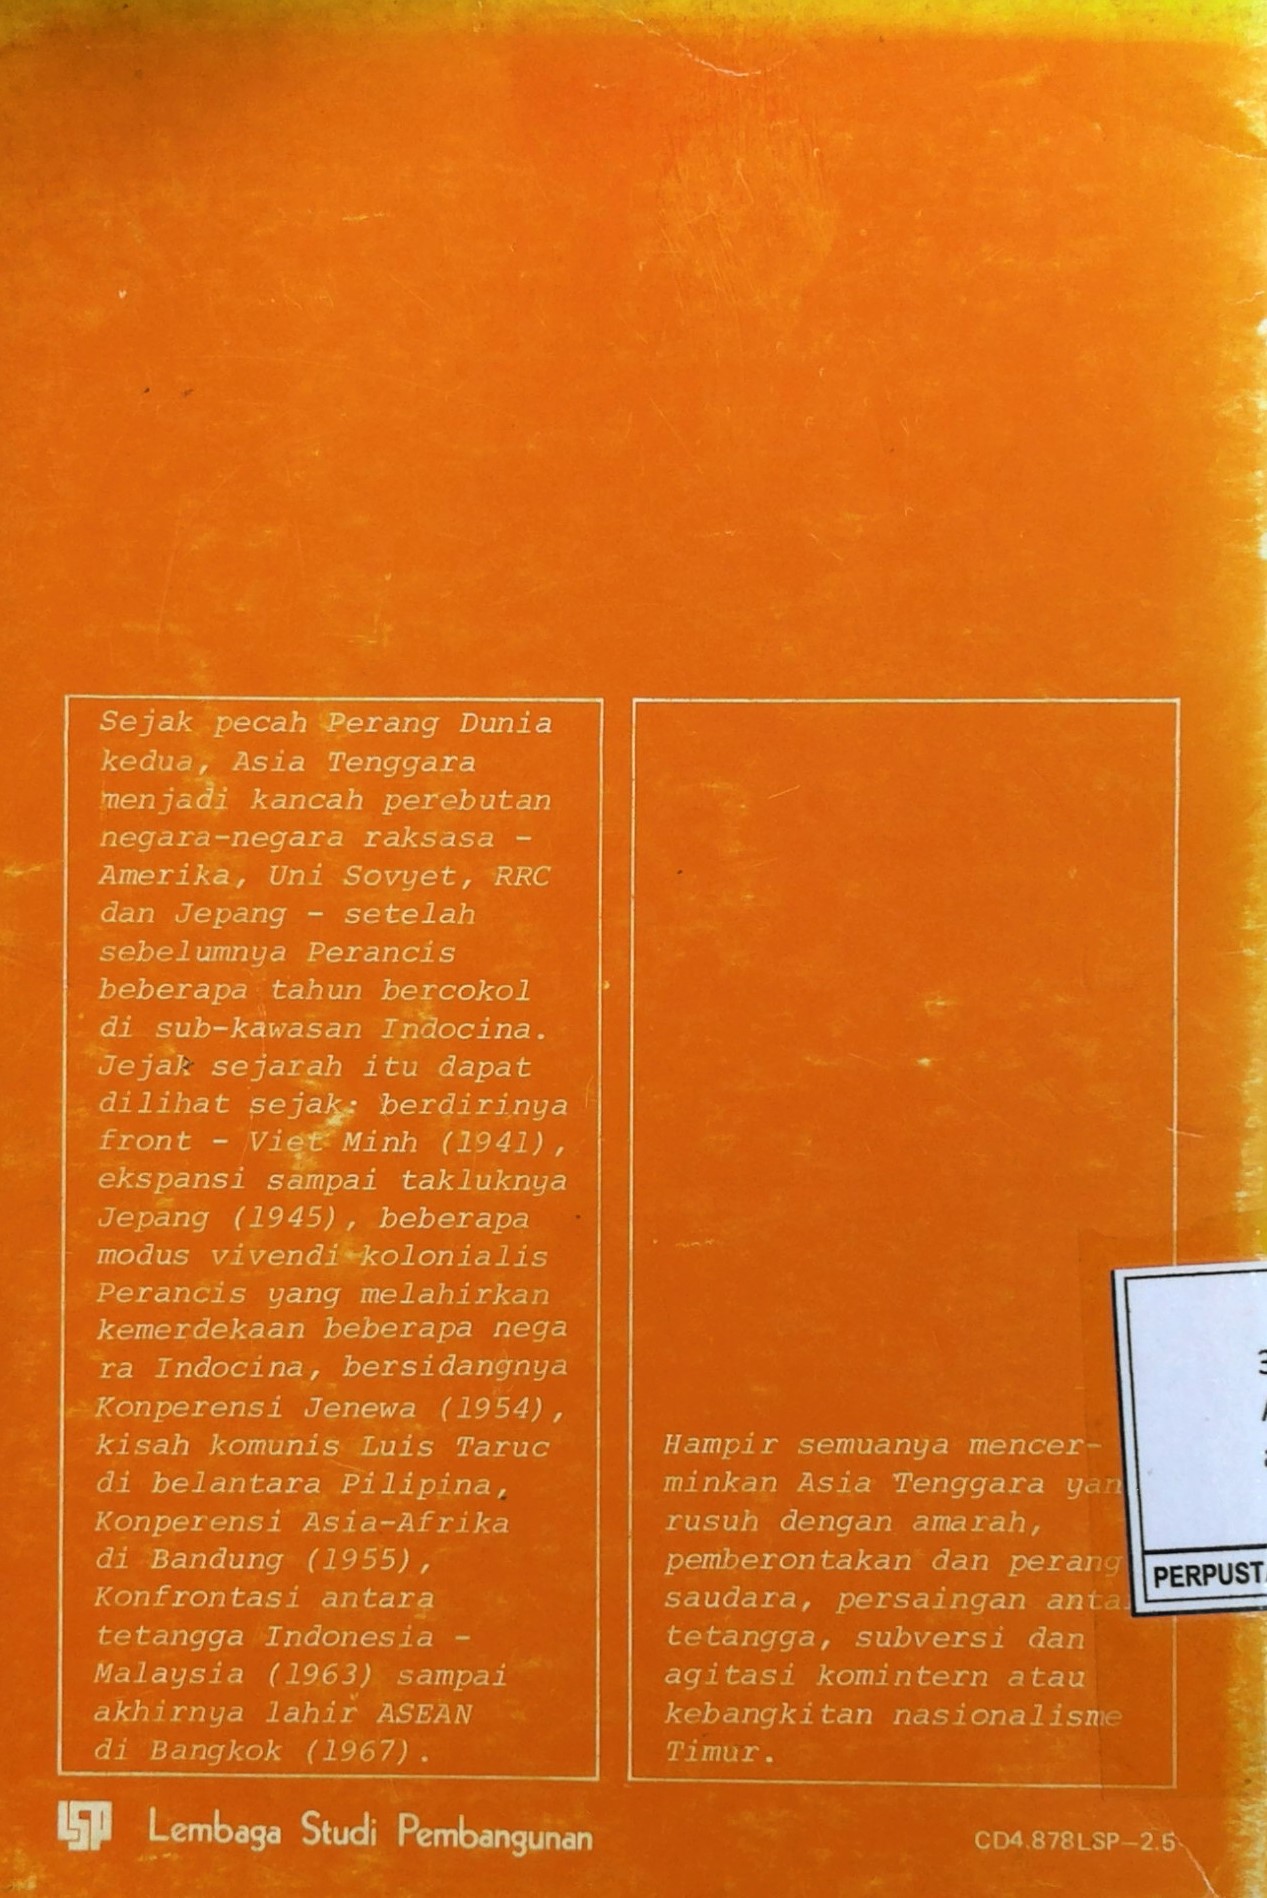 Sejak pecah Perang Dunia
kedua, Asia Tenggara
menjadi kancah perebutan
negara-negara raksasa -
Amerika, Uni Sovyet, RRC
dan Jepang - setelah
sebelumnya Perancis
beberapa tahun bercokol
di sub-kawasan Indocina.
Jejak sejarah itu dapat
dilihat sejak: berdirinya
front - Viet Minh (1941),
ekspansi sampai takluknya
Jepang (1945), beberapa
modus vivendi kolonialis
Perancis yang melahirkan
kemerdekaan beberapa nega
ra Indocina, bersidangnya
Konperensi Jenewa (1954),
kisah komunis Luis Taruc
di belantara Pilipina,
Konperensi Asia-Afrika
di Bandung (1955),
Konfrontasi antara
tetangga Indonesia -
Malaysia (1963) sampai
akhirnya lahir ASEAN
di Bangkok (1967).
Hampir semuanya mencer-
minkan Asia Tenggara yan
rusuh dengan amarah,
pemberontakan dan perang
saudara, persaingan anta
tetangga, subversi dan
agitasi komintern atau
kebangkitan nasionalisme
Timur.
PERPUST
LSP Lembaga Studi Pembangunan
CD4.878LSP-2.5